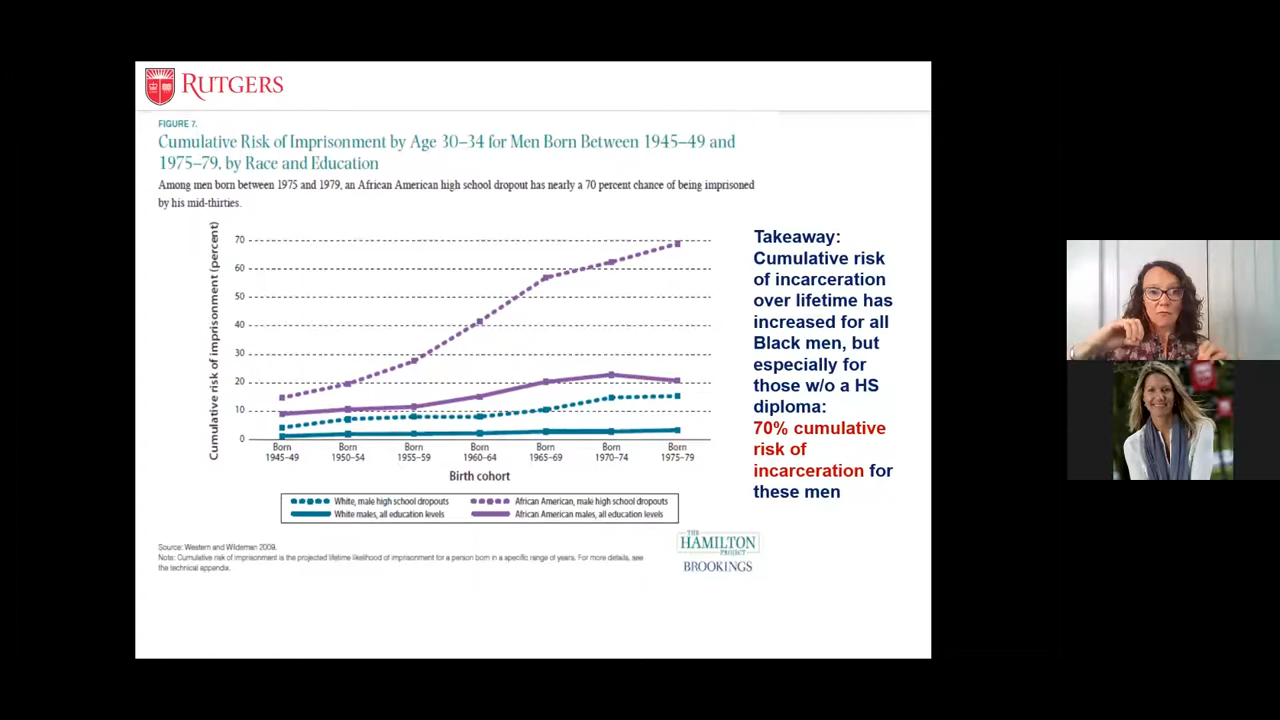 RUTGERS
FIGURE 7.
Cumulative Risk of Imprisonment by Age 30–34 for Men Born Between 1945–49 and
1975–79, by Race and Education
Among men born between 1975 and 1979, an African American high school dropout has nearly a 70 percent chance of being imprisoned
by his mid-thirties.
Cumulative risk of imprisonment (percent)
70
60
50
40
30
20
10
0
Born
1945–49
Born
1950–54
Born
1955–59
Born
1960–64
Born
1965–69
Born
1970–74
Born
1975–79
Birth cohort
White, male high school dropouts
African American, male high school dropouts
White males, all education levels
African American males, all education levels
Takeaway:
Cumulative risk
of incarceration
over lifetime has
increased for all
Black men, but
especially for
those w/o a HS
diploma:
70% cumulative
risk of
incarceration for
these men
Source: Western and Wildeman 2009.
Note: Cumulative risk of imprisonment is the projected lifetime likelihood of imprisonment for a person born in a specific range of years. For more details, see
the technical appendix.
THE
HAMILTON
PROJECT
BROOKINGS